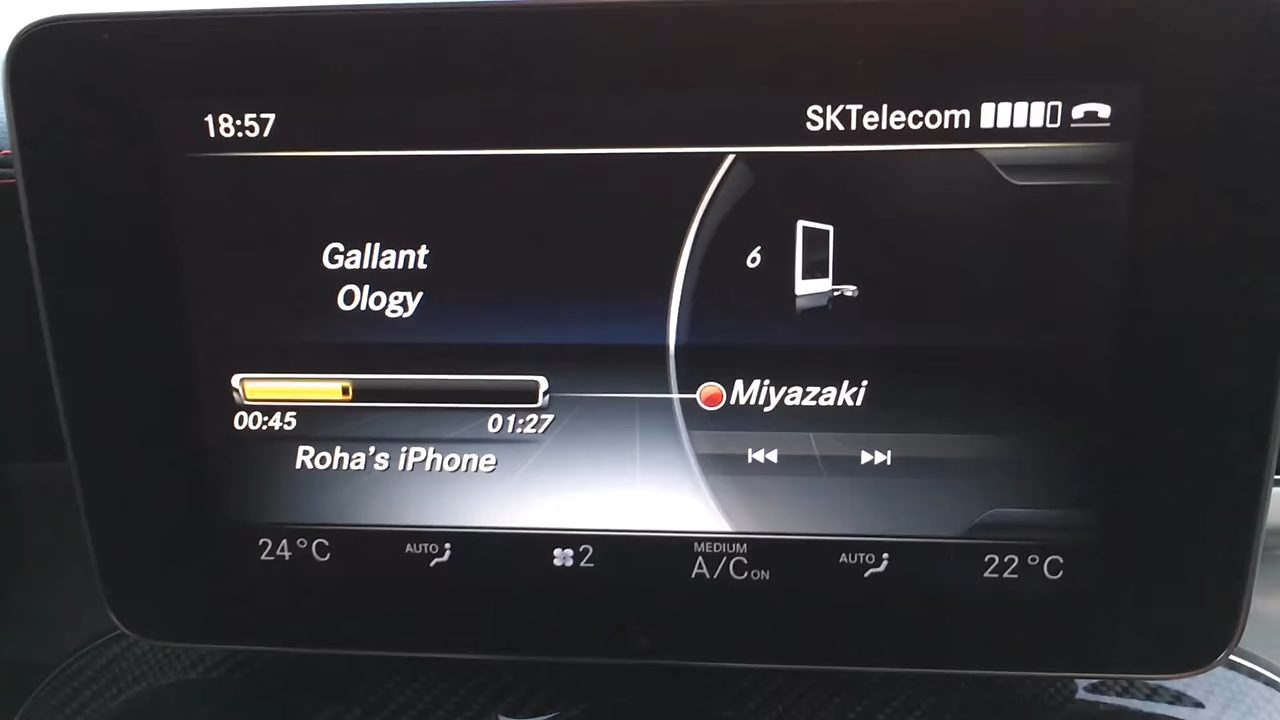 18:57
SKTelecom
Gallant
Ology
6
00:45
01:27
Miyazaki
Roha's iPhone
24°C
AUTO
2
MEDIUM
A/C ON
AUTO
22°C